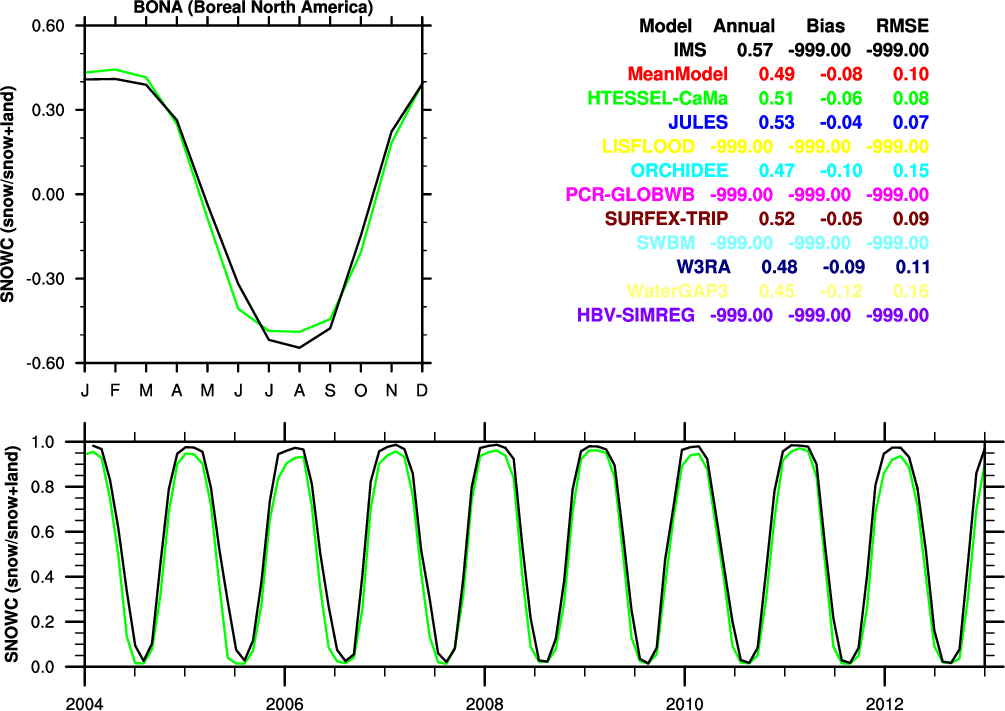 BONA (Boreal North America)
SNOWC (snow/snow+land)
0.60
0.30
0.00
-0.30
-0.60
J F M A M J J A S O N D
Model Annual Bias RMSE
IMS 0.57 -999.00 -999.00
MeanModel 0.49 -0.08 0.10
HTESSEL-CaMa 0.51 -0.06 0.08
JULES 0.53 -0.04 0.07
LISFLOOD -999.00 -999.00 -999.00
ORCHIDEE 0.47 -0.10 0.15
PCR-GLOBWB -999.00 -999.00 -999.00
SURFEX-TRIP 0.52 -0.05 0.09
SWBM -999.00 -999.00 -999.00
W3RA 0.48 -0.09 0.11
WaterGAP3 0.45 -0.12 0.16
HBV-SIMREG -999.00 -999.00 -999.00
SNOWC (snow/snow+land)
1.0
0.8
0.6
0.4
0.2
0.0
2004 2006 2008 2010 2012